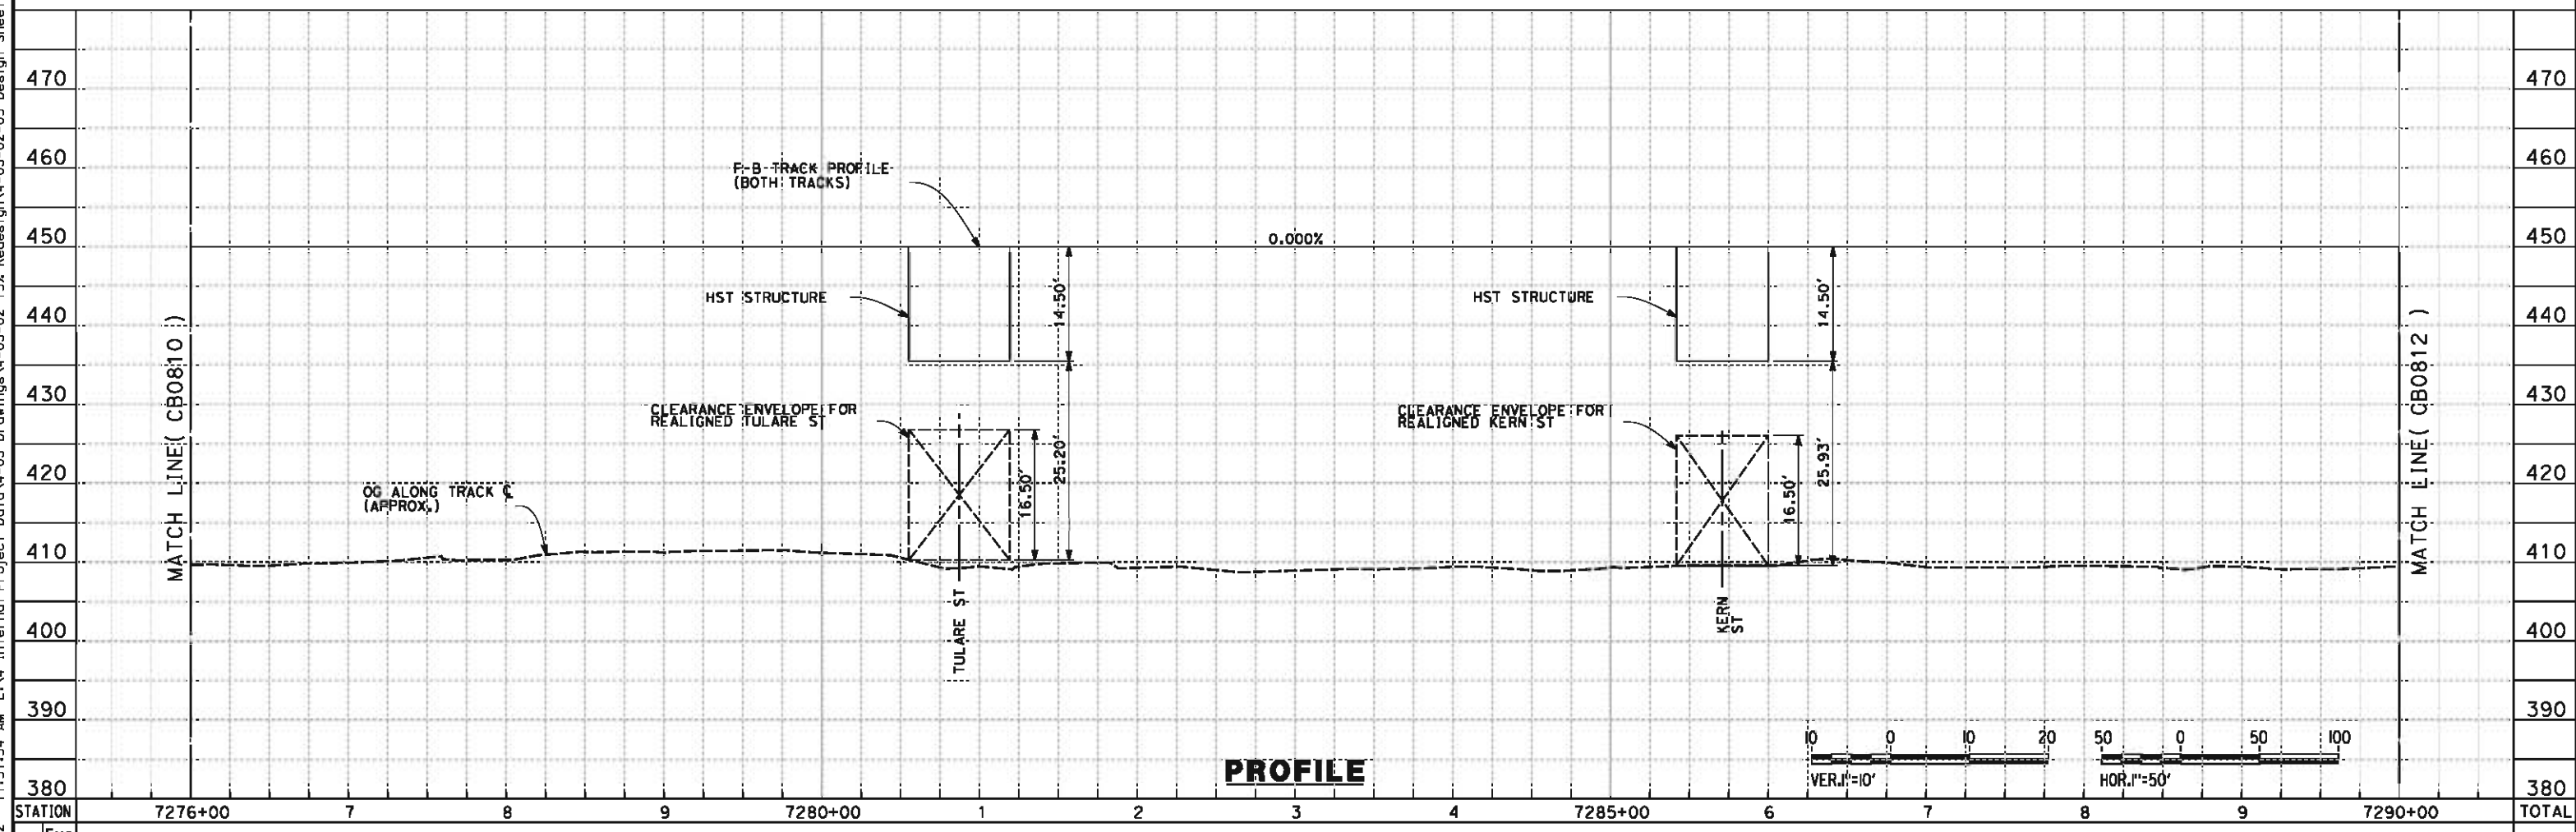 470
470
460
F-B TRACK PROFILE
(BOTH TRACKS)
460
450
0.000%
450
HST STRUCTURE
14.50'
HST STRUCTURE
14.50'
440
440
MATCH LINE( CB0810 )
MATCH LINE( CB0812 )
430
CLEARANCE ENVELOPE FOR
REALIGNED TULARE ST
CLEARANCE ENVELOPE FOR
REALIGNED KERN ST
430
420
OG ALONG TRACK ℄
(APPROX.)
16.50'
25.20'
16.50'
25.93'
420
410
410
400
TULARE ST
KERN
ST
400
390
390
10 0 10 20
VER.1"=10'
50 0 50 100
HOR.1"=50'
PROFILE
380
380
STATION 7276+00 7 8 9 7280+00 1 2 3 4 7285+00 6 7 8 9 7290+00 TOTAL